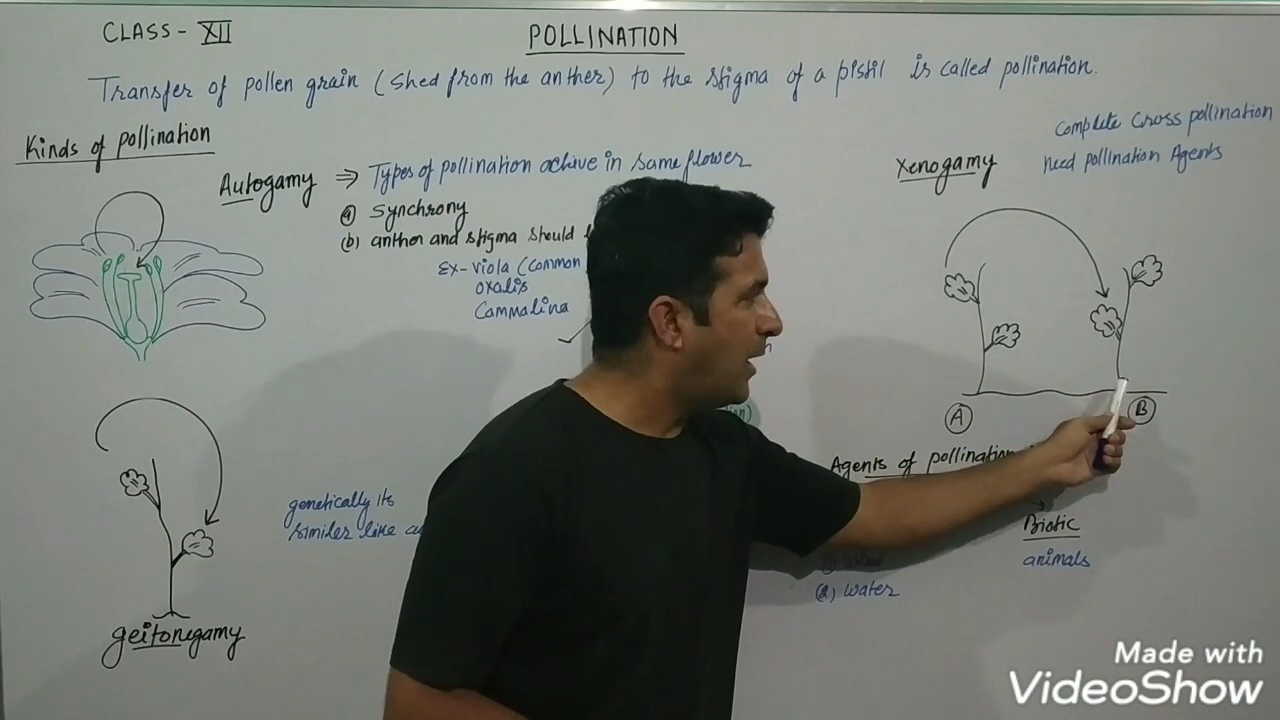 CLASS - XII
POLLINATION
Transfer of pollen grain (shed from the anther) to the stigma of a pistil is called pollination.
Kinds of pollination
Autogamy ⇒ Types of pollination achive in same flower
(a) Synchrony
(b) anther and stigma should
Ex- viola (common
oxalis
Cammalina
Xenogamy
Complete Cross pollination
need pollination Agents
A
B
genetically its
similer like
geitonogamy
Agents of pollination
Biotic
animals
(2) water
Made with
VideoShow